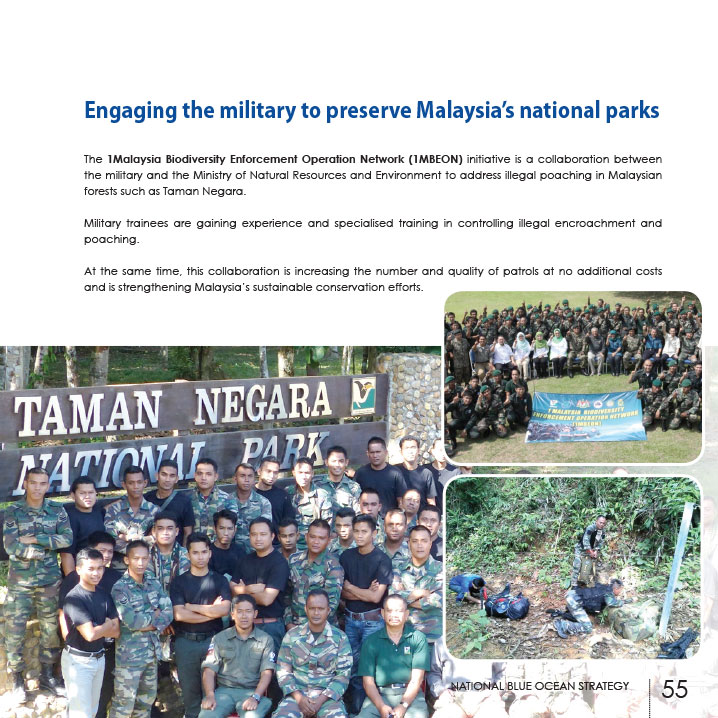 Engaging the military to preserve Malaysia's national parks
The 1Malaysia Biodiversity Enforcement Operation Network (1MBEON) initiative is a collaboration between
the military and the Ministry of Natural Resources and Environment to address illegal poaching in Malaysian
forests such as Taman Negara.
Military trainees are gaining experience and specialised training in controlling illegal encroachment and
poaching.
At the same time, this collaboration is increasing the number and quality of patrols at no additional costs
and is strengthening Malaysia's sustainable conservation efforts.
TAMAN NEGARA
NATIONAL PARK
1MALAYSIA BIODIVERSITY
ENFORCEMENT OPERATION NETWORK
(1MBEON)
NATIONAL BLUE OCEAN STRATEGY 55